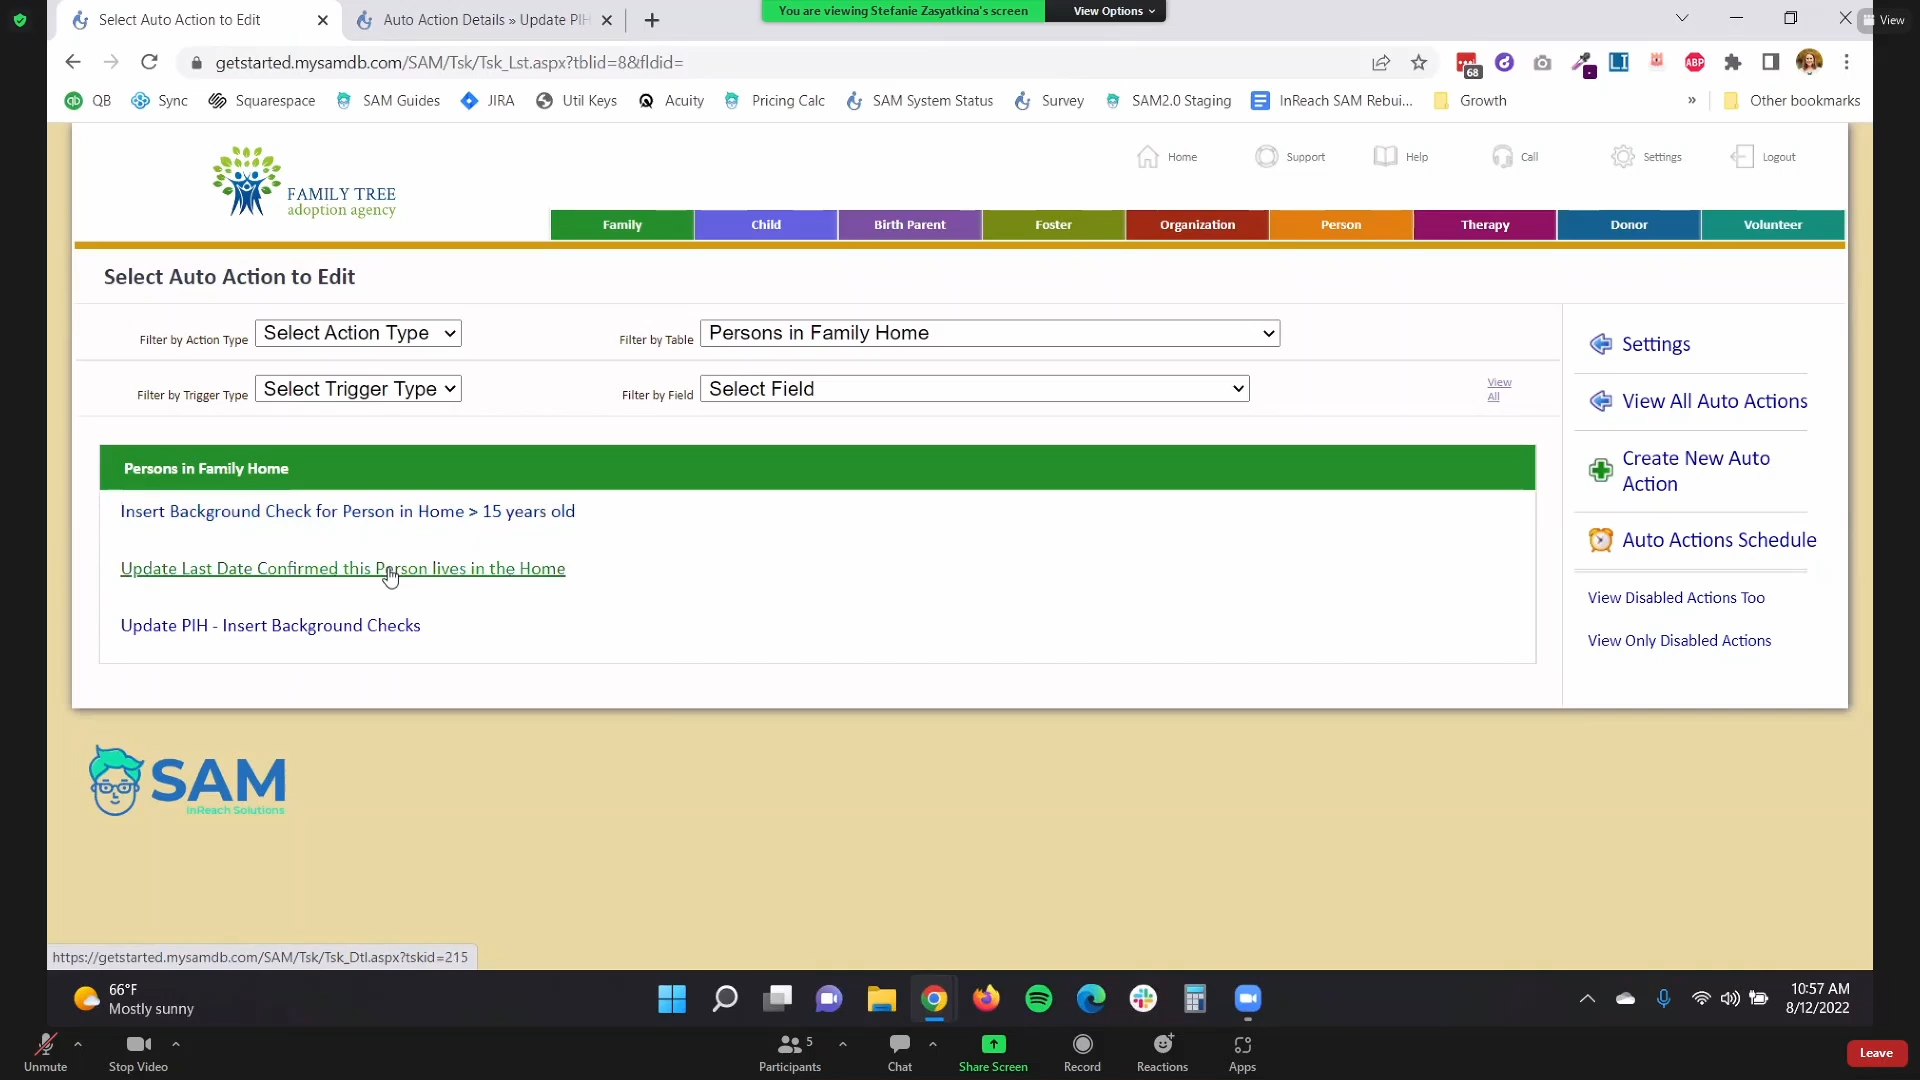 Select Auto Action to Edit
Auto Action Details » Update PIH
You are viewing Stefanie Zasyatkina's screen
View Options
View
getstarted.mysamdb.com/SAM/Tsk/Tsk_Lst.aspx?tblid=8&fldid=
68
ABP
QB
Sync
Squarespace
SAM Guides
JIRA
Util Keys
Acuity
Pricing Calc
SAM System Status
Survey
SAM2.0 Staging
InReach SAM Rebui...
Growth
»
Other bookmarks
FAMILY TREE
adoption agency
Home
Support
Help
Call
Settings
Logout
Family
Child
Birth Parent
Foster
Organization
Person
Therapy
Donor
Volunteer
Select Auto Action to Edit
Filter by Action Type
Select Action Type
Filter by Table
Persons in Family Home
Filter by Trigger Type
Select Trigger Type
Filter by Field
Select Field
View
All
Persons in Family Home
Insert Background Check for Person in Home > 15 years old
Update Last Date Confirmed this Person lives in the Home
Update PIH - Insert Background Checks
Settings
View All Auto Actions
Create New Auto
Action
Auto Actions Schedule
View Disabled Actions Too
View Only Disabled Actions
SAM
InReach Solutions
https://getstarted.mysamdb.com/SAM/Tsk/Tsk_Dtl.aspx?tskid=215
66°F
Mostly sunny
10:57 AM
8/12/2022
Unmute
Stop Video
Participants
5
Chat
Share Screen
Record
Reactions
Apps
Leave